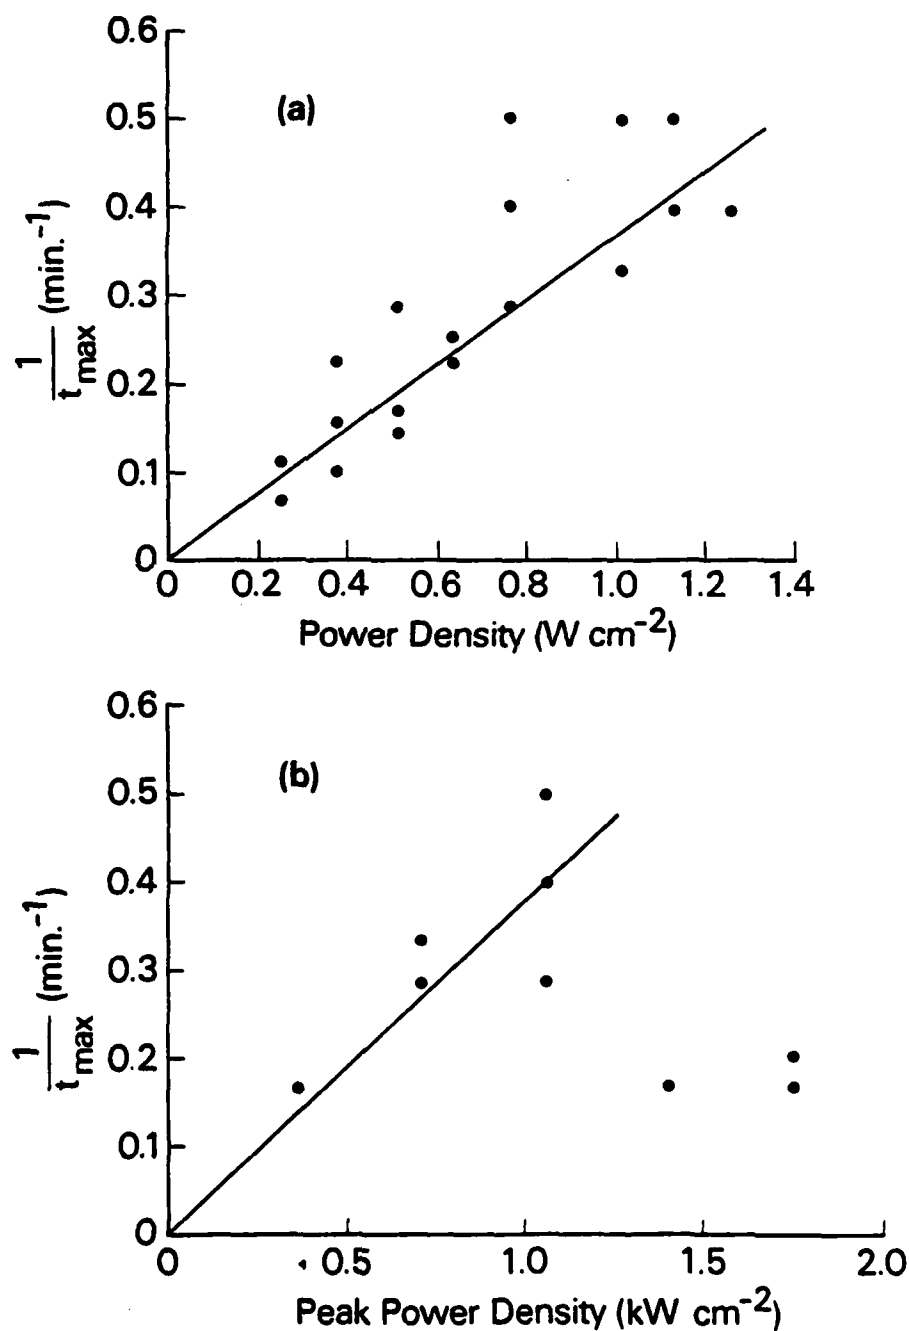 0.6
(a)
0.5
0.4
0.3
0.2
0.1
0
1/t_max (min.⁻¹)
0 0.2 0.4 0.6 0.8 1.0 1.2 1.4
Power Density (W cm⁻²)
0.6
(b)
0.5
0.4
0.3
0.2
0.1
0
1/t_max (min.⁻¹)
0 0.5 1.0 1.5 2.0
Peak Power Density (kW cm⁻²)